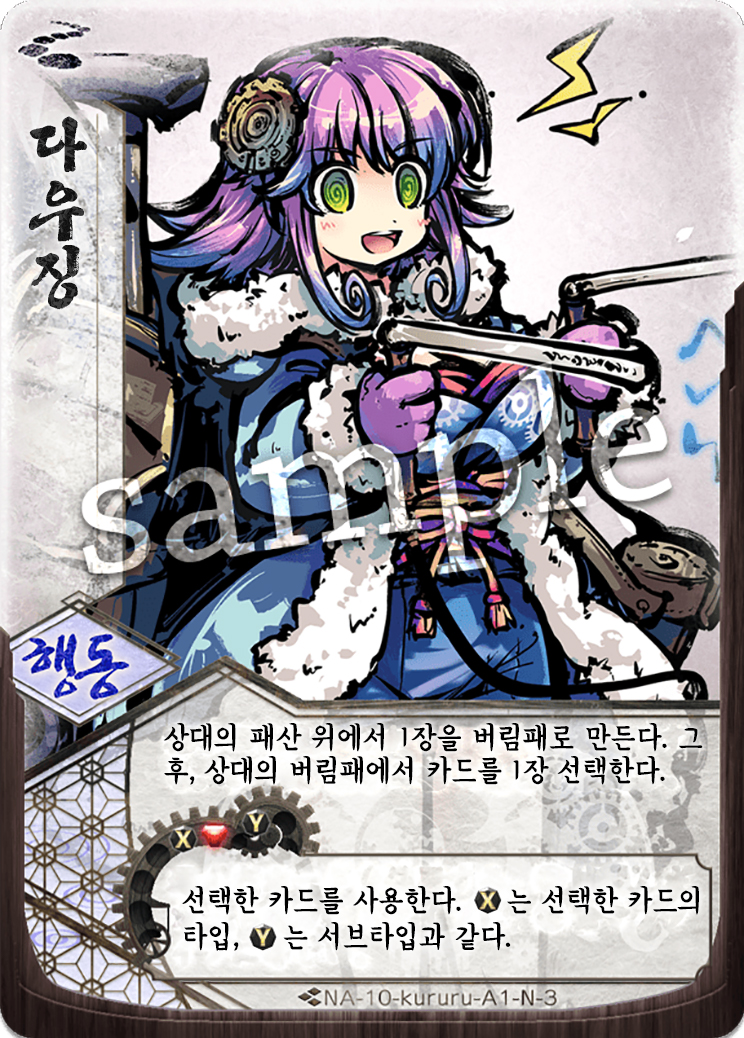 다우징
sample
행동
상대의 패산 위에서 1장을 버림패로 만든다. 그
후, 상대의 버림패에서 카드를 1장 선택한다.
X Y
선택한 카드를 사용한다. X 는 선택한 카드의
타입, Y 는 서브타입과 같다.
NA-10-kururu-A1-N-3